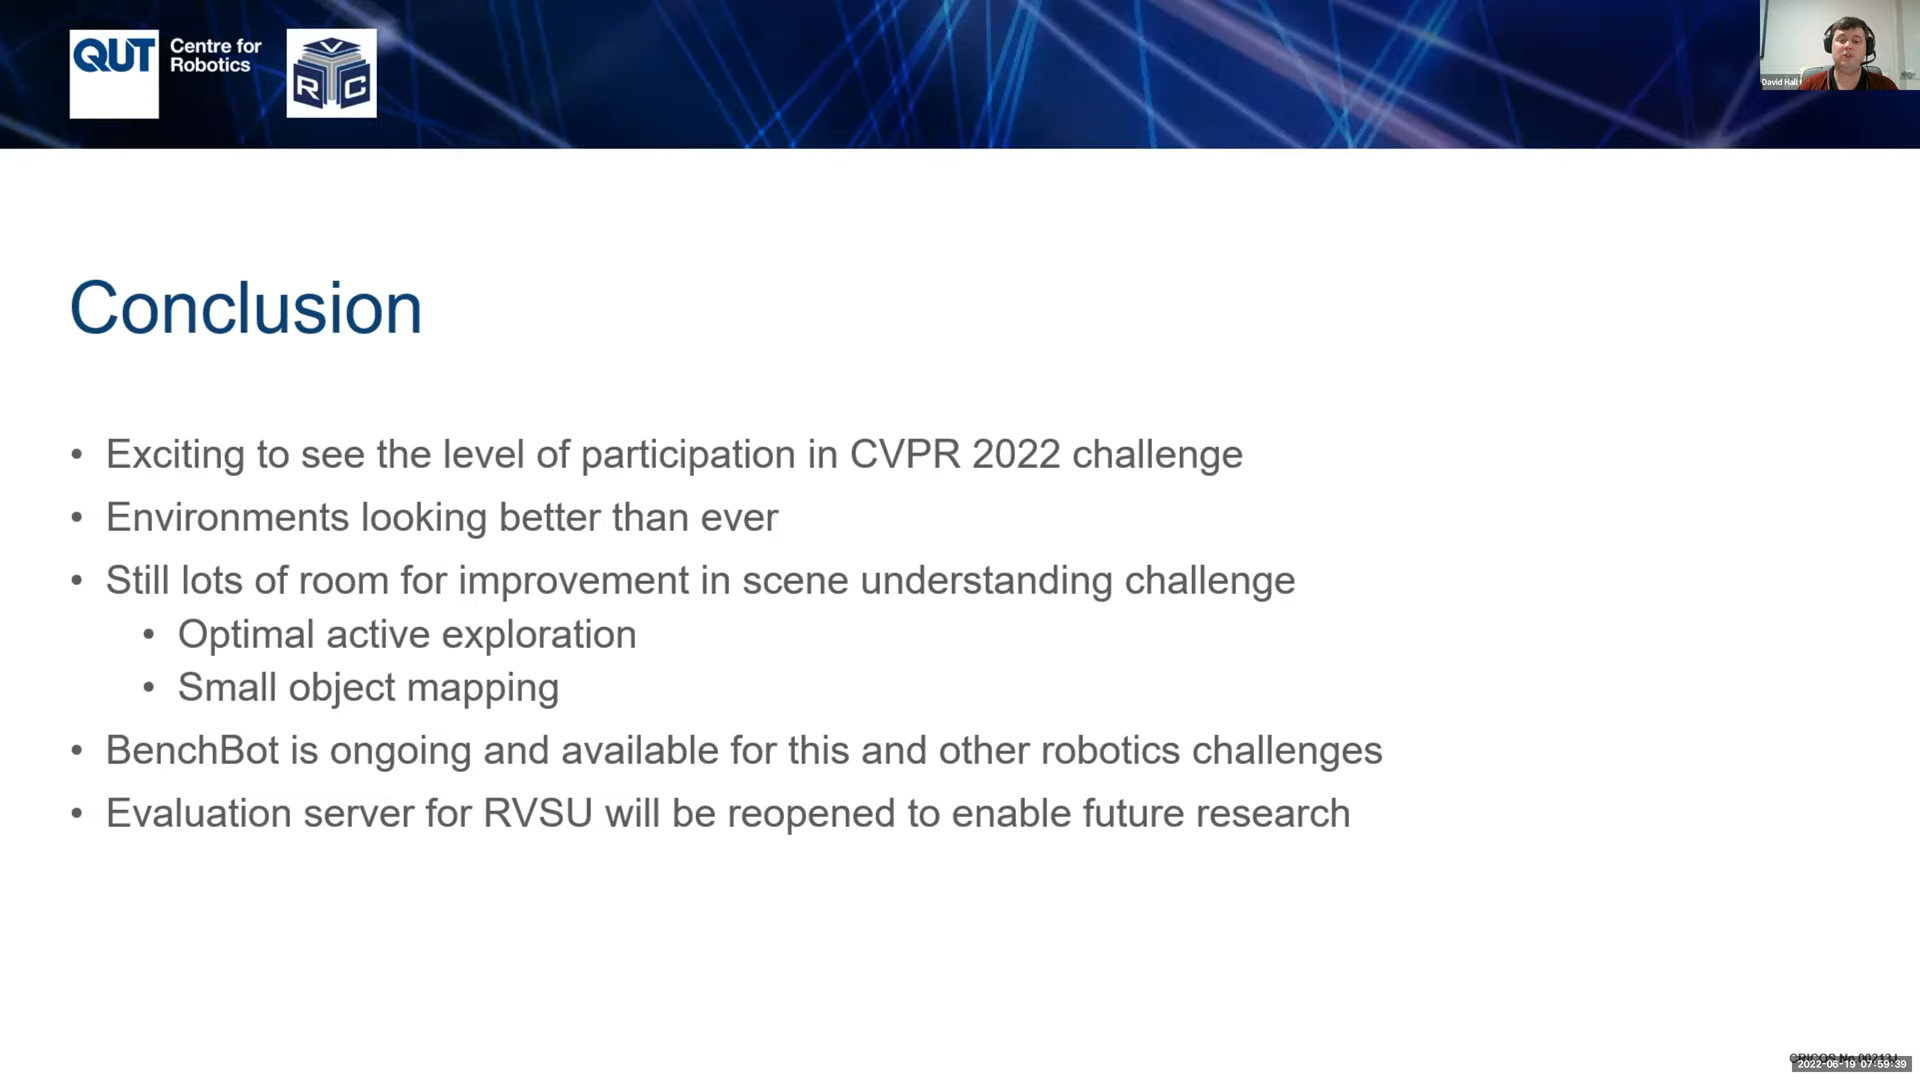 QUT
Centre for
Robotics
R V C
David Hall
Conclusion
• Exciting to see the level of participation in CVPR 2022 challenge
• Environments looking better than ever
• Still lots of room for improvement in scene understanding challenge
• Optimal active exploration
• Small object mapping
• BenchBot is ongoing and available for this and other robotics challenges
• Evaluation server for RVSU will be reopened to enable future research
CRICOS No.00213J
2022-06-19 07:59:39